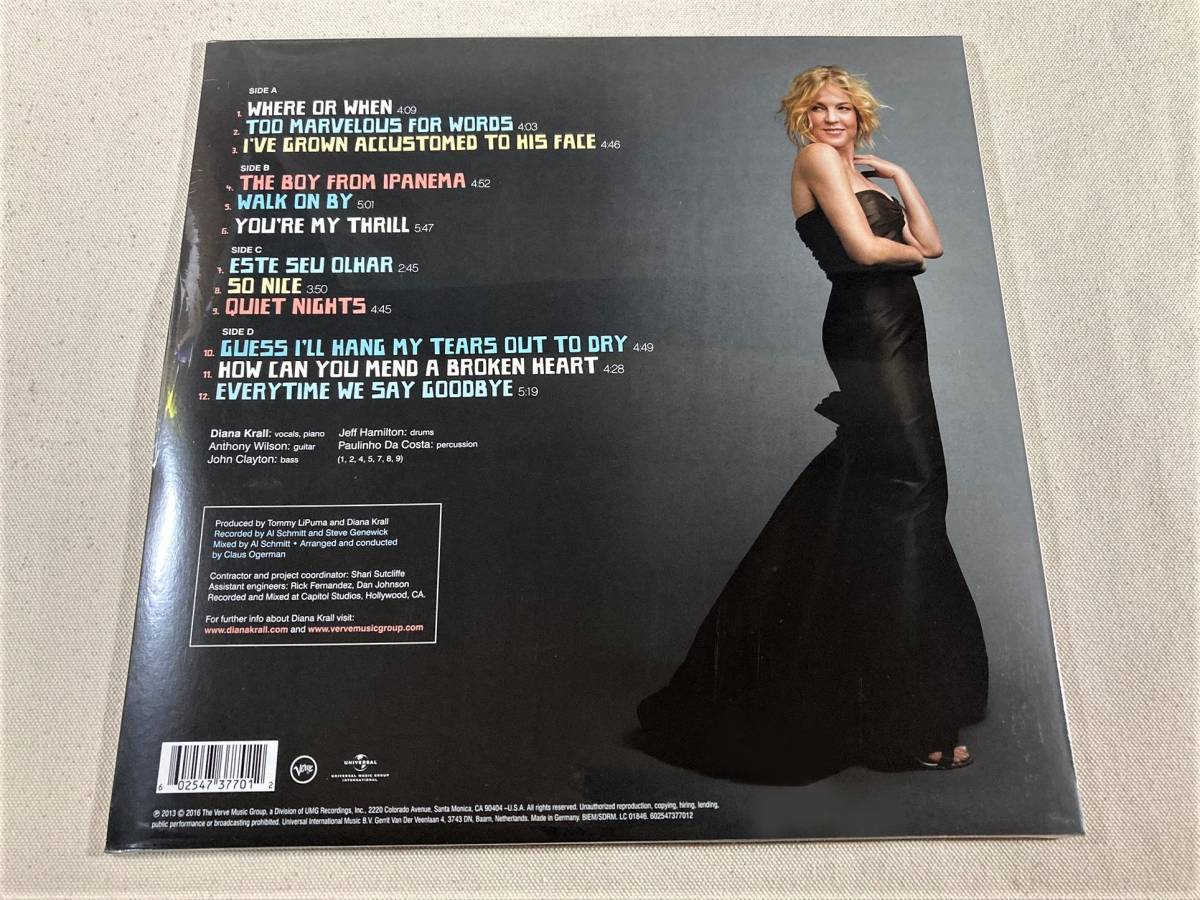 SIDE A
1. WHERE OR WHEN 4:09
2. TOO MARVELOUS FOR WORDS 4:03
3. I'VE GROWN ACCUSTOMED TO HIS FACE 4:46
SIDE B
4. THE BOY FROM IPANEMA 4:52
5. WALK ON BY 5:01
6. YOU'RE MY THRILL 5:47
SIDE C
7. ESTE SEU OLHAR 2:45
8. SO NICE 3:50
9. QUIET NIGHTS 4:45
SIDE D
10. GUESS I'LL HANG MY TEARS OUT TO DRY 4:49
11. HOW CAN YOU MEND A BROKEN HEART 4:28
12. EVERYTIME WE SAY GOODBYE 5:19
Diana Krall: vocals, piano Jeff Hamilton: drums
Anthony Wilson: guitar Paulinho Da Costa: percussion
John Clayton: bass (1, 2, 4, 5, 7, 8, 9)
Produced by Tommy LiPuma and Diana Krall
Recorded by Al Schmitt and Steve Genewick
Mixed by Al Schmitt • Arranged and conducted
by Claus Ogerman
Contractor and project coordinator: Shari Sutcliffe
Assistant engineers: Rick Fernandez, Dan Johnson
Recorded and Mixed at Capitol Studios, Hollywood, CA.
For further info about Diana Krall visit:
www.dianakrall.com and www.vervemusicgroup.com
6 02547 37701 2
Verve
UNIVERSAL
UNIVERSAL MUSIC GROUP
INTERNATIONAL
℗ 2013 © 2016 The Verve Music Group, a Division of UMG Recordings, Inc., 2220 Colorado Avenue, Santa Monica, CA 90404 –U.S.A. All rights reserved. Unauthorized reproduction, copying, hiring, lending,
public performance or broadcasting prohibited. Universal International Music B.V. Gerrit Van Der Veenlaan 4, 3743 DN, Baarn, Netherlands. Made in Germany. BIEM/SDRM. LC 01846. 602547377012